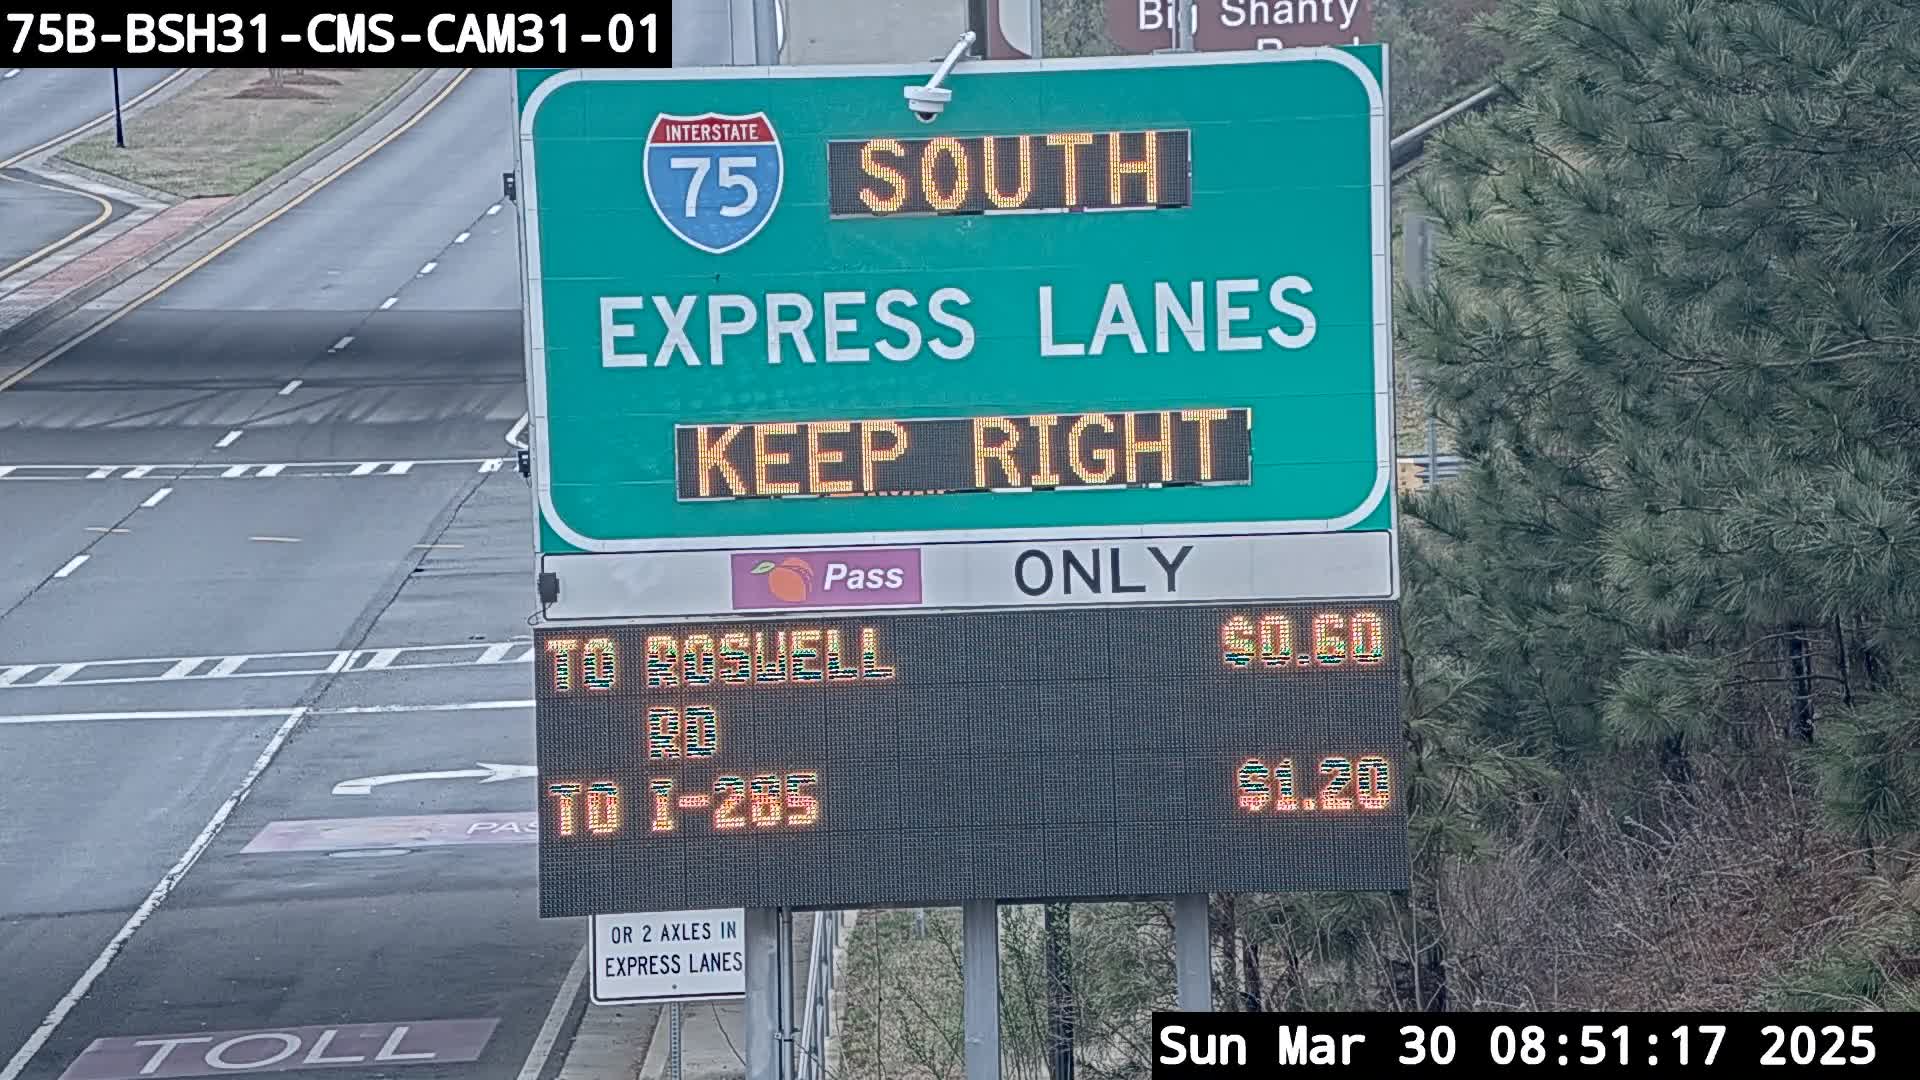 75B-BSH31-CMS-CAM31-01
Big Shanty
INTERSTATE
75
SOUTH
EXPRESS LANES
KEEP RIGHT
Pass ONLY
TO ROSWELL $0.60
RD
TO I-285 $1.20
OR 2 AXLES IN
EXPRESS LANES
TOLL
Sun Mar 30 08:51:17 2025